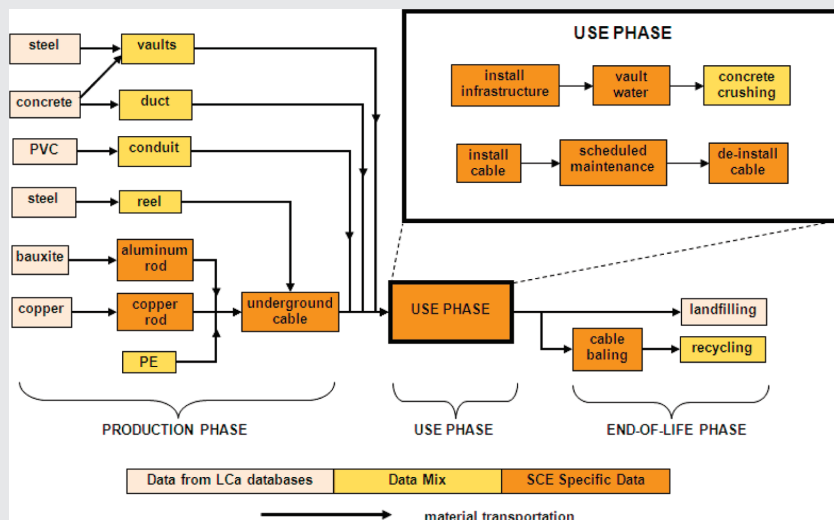 steel
vaults
concrete
duct
PVC
conduit
steel
reel
bauxite
aluminum
rod
copper
copper
rod
PE
underground
cable
USE PHASE
install
infrastructure
vault
water
concrete
crushing
install
cable
scheduled
maintenance
de-install
cable
USE PHASE
landfilling
cable
baling
recycling
PRODUCTION PHASE
USE PHASE
END-OF-LIFE PHASE
Data from LCa databases
Data Mix
SCE Specific Data
material transportation